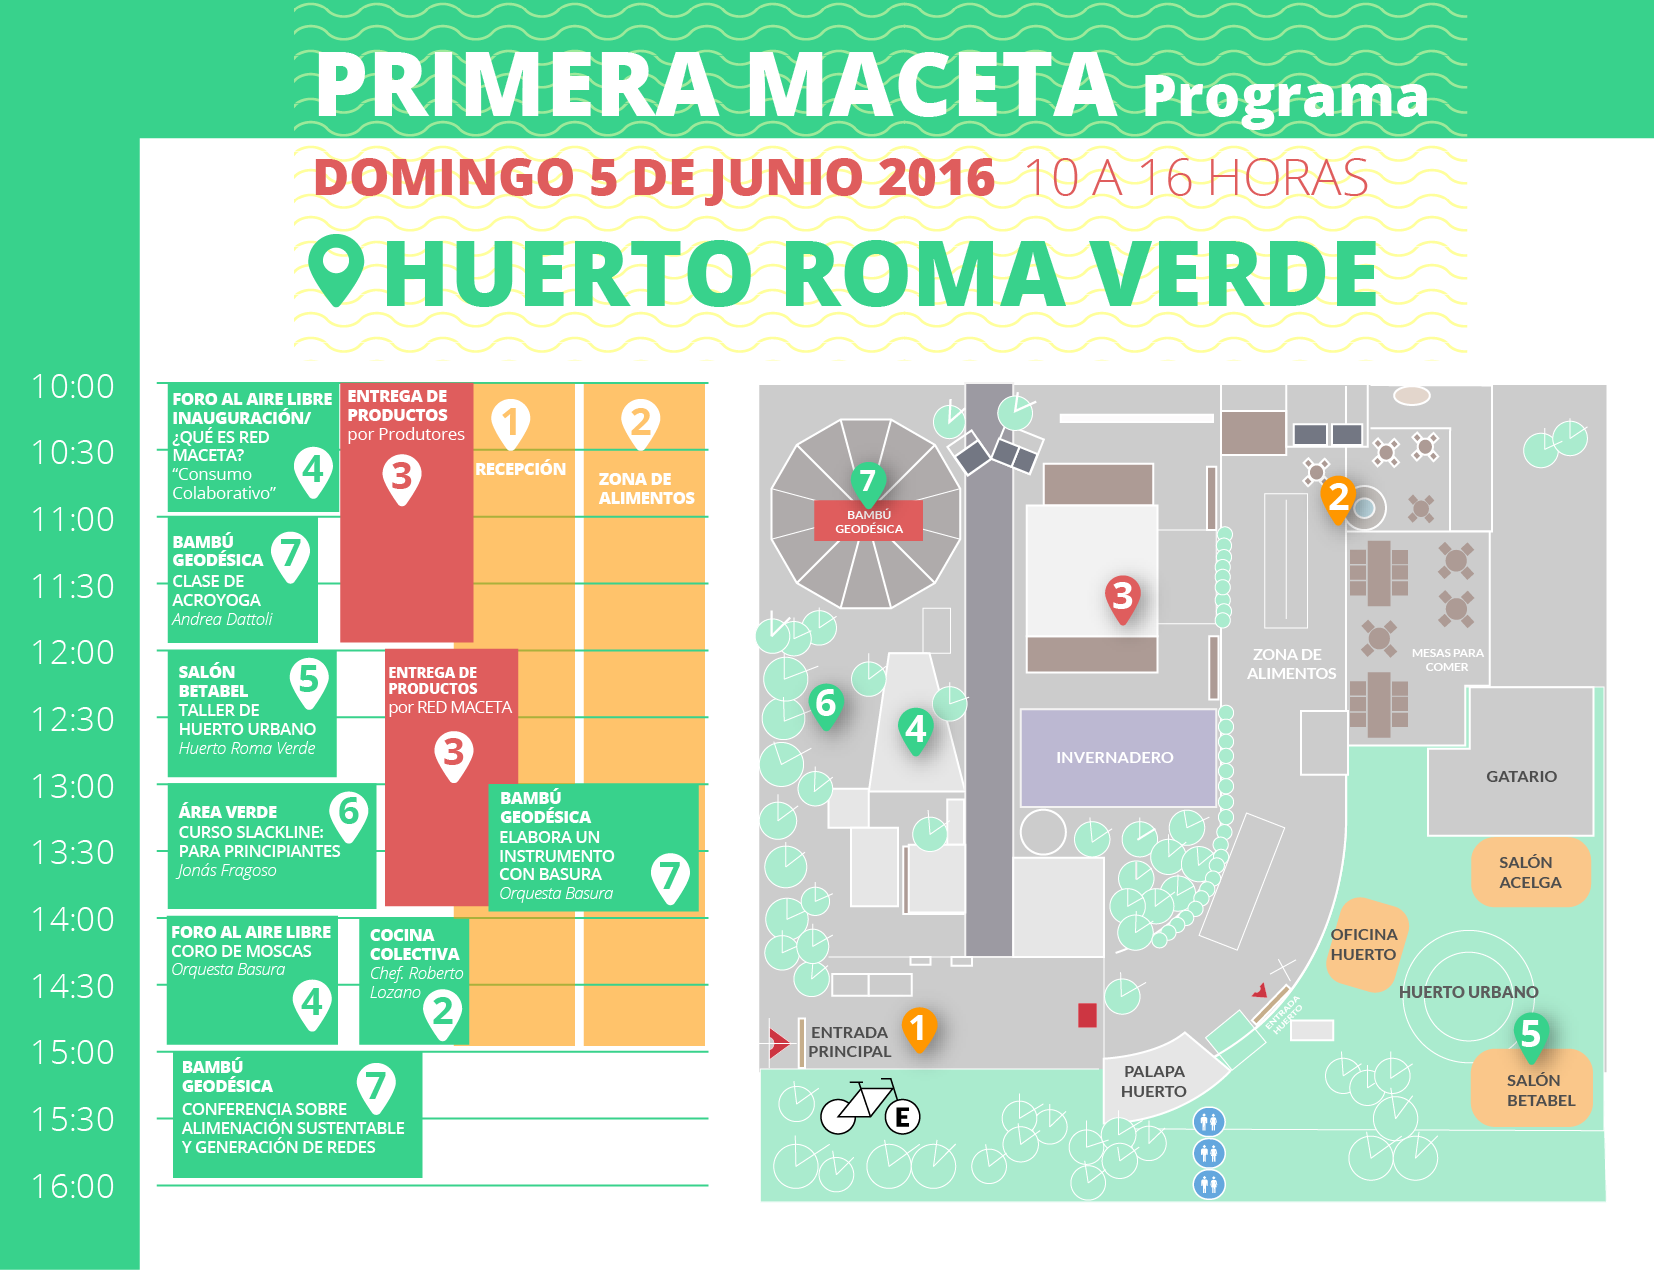 PRIMERA MACETA Programa
DOMINGO 5 DE JUNIO 2016 10 A 16 HORAS
HUERTO ROMA VERDE
10:00
10:30
11:00
11:30
12:00
12:30
13:00
13:30
14:00
14:30
15:00
15:30
16:00
FORO AL AIRE LIBRE
INAUGURACIÓN/
¿QUÉ ES RED
MACETA?
“Consumo
Colaborativo”
4
ENTREGA DE
PRODUCTOS
por Produtores
3
1
RECEPCIÓN
2
ZONA DE
ALIMENTOS
BAMBÚ
GEODÉSICA
CLASE DE
ACROYOGA
Andrea Dattoli
7
SALÓN
BETABEL
TALLER DE
HUERTO URBANO
Huerto Roma Verde
5
ENTREGA DE
PRODUCTOS
por RED MACETA
3
ÁREA VERDE
CURSO SLACKLINE:
PARA PRINCIPIANTES
Jonás Fragoso
6
BAMBÚ
GEODÉSICA
ELABORA UN
INSTRUMENTO
CON BASURA
Orquesta Basura
7
FORO AL AIRE LIBRE
CORO DE MOSCAS
Orquesta Basura
4
COCINA
COLECTIVA
Chef. Roberto
Lozano
2
BAMBÚ
GEODÉSICA
CONFERENCIA SOBRE
ALIMENACIÓN SUSTENTABLE
Y GENERACIÓN DE REDES
7
7
BAMBÚ
GEODÉSICA
2
3
ZONA DE
ALIMENTOS
MESAS PARA
COMER
6
4
INVERNADERO
GATARIO
SALÓN
ACELGA
OFICINA
HUERTO
HUERTO URBANO
ENTRADA
HUERTO
5
SALÓN
BETABEL
1
ENTRADA
PRINCIPAL
PALAPA
HUERTO
E